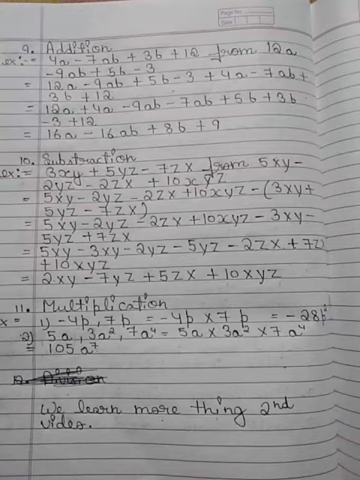 Page No.
Date
9. Addition
ex:-= 4a - 7ab + 3b + 12 from 12a
- 9ab + 5b - 3
= 12a - 9ab + 5b - 3 + 4a - 7ab +
3b + 12
= 12a + 4a - 9ab - 7ab + 5b + 3b
- 3 + 12
= 16a - 16ab + 8b + 9
10. Substraction
ex:= 3xy + 5yz - 7zx from 5xy -
2yz - 2zx + 10xyz
= 5xy - 2yz - 2zx + 10xyz - (3xy +
5yz - 7zx)
= 5xy - 2yz - 2zx + 10xyz - 3xy -
5yz + 7zx
= 5xy - 3xy - 2yz - 5yz - 2zx + 7zx
+ 10xyz
= 2xy - 7yz + 5zx + 10xyz
11. Multiplication
x = 1) -4p, 7p = -4p × 7p = -28p²
2) 5a, 3a², 7a⁴ = 5a × 3a² × 7a⁴
= 105a⁷
12. Division
We learn more thing 2nd
video.